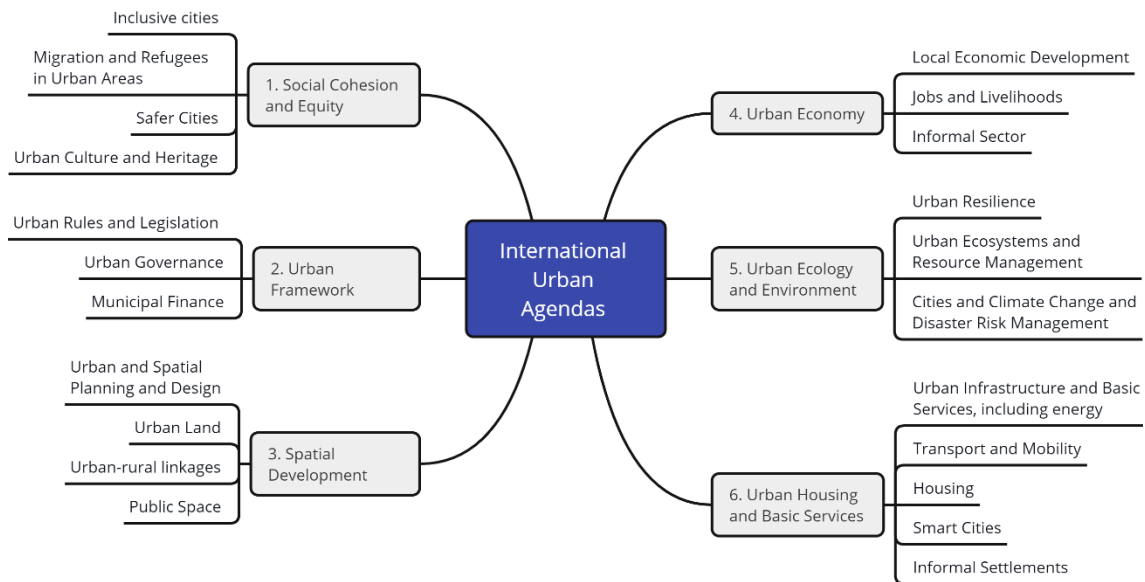 International
Urban
Agendas
1. Social Cohesion
and Equity
Inclusive cities
Migration and Refugees
in Urban Areas
Safer Cities
Urban Culture and Heritage
2. Urban
Framework
Urban Rules and Legislation
Urban Governance
Municipal Finance
3. Spatial
Development
Urban and Spatial
Planning and Design
Urban Land
Urban-rural linkages
Public Space
4. Urban Economy
Local Economic Development
Jobs and Livelihoods
Informal Sector
5. Urban Ecology
and Environment
Urban Resilience
Urban Ecosystems and
Resource Management
Cities and Climate Change and
Disaster Risk Management
6. Urban Housing
and Basic Services
Urban Infrastructure and Basic
Services, including energy
Transport and Mobility
Housing
Smart Cities
Informal Settlements